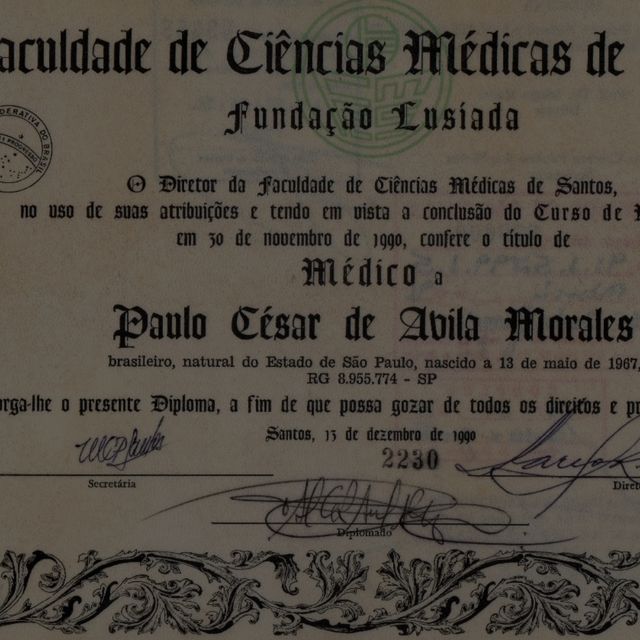 aculdade de Ciências Médicas de
Fundação Lusíada
O Diretor da Faculdade de Ciências Médicas de Santos,
no uso de suas atribuições e tendo em vista a conclusão do Curso de
em 30 de novembro de 1990, confere o título de
Médico a
Paulo César de Avila Morales
brasileiro, natural do Estado de São Paulo, nascido a 13 de maio de 1967,
RG 8.955.774 - SP
orga-lhe o presente Diploma, a fim de que possa gozar de todos os direitos e pr
Santos, 13 de dezembro de 1990
2230
Secretária
Diret
Diplomado